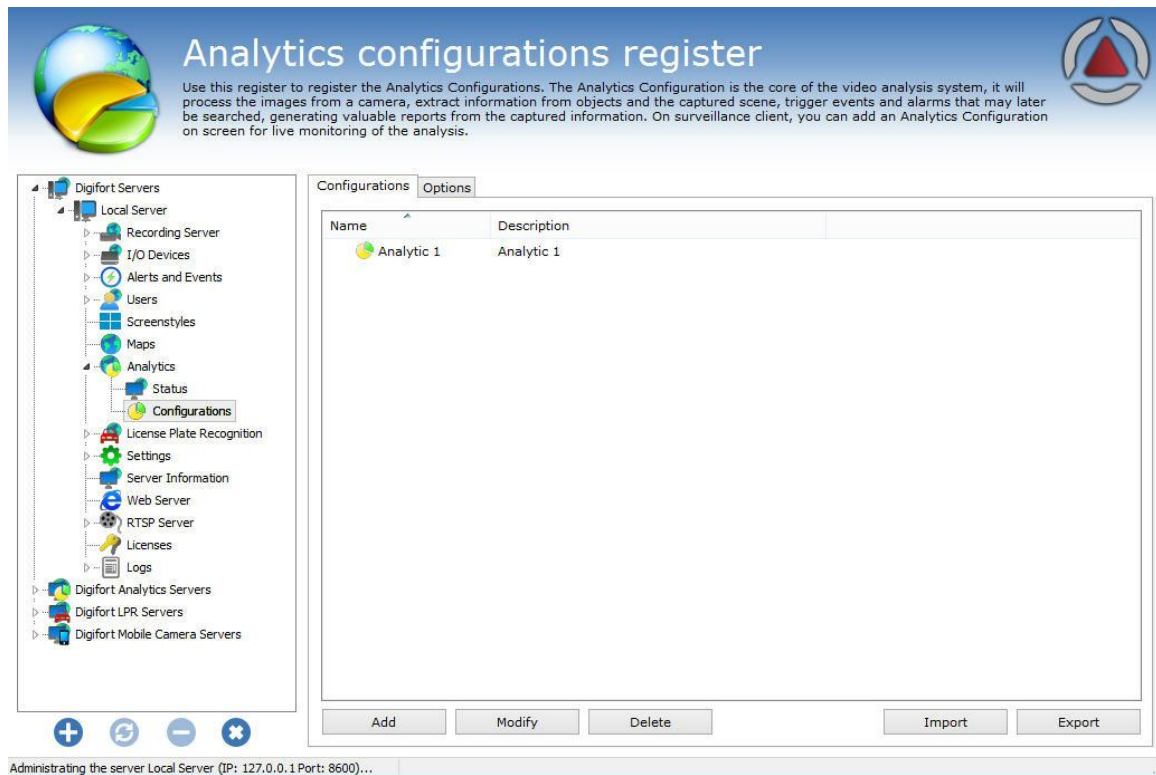 Analytics configurations register
Use this register to register the Analytics Configurations. The Analytics Configuration is the core of the video analysis system, it will
process the images from a camera, extract information from objects and the captured scene, trigger events and alarms that may later
be searched, generating valuable reports from the captured information. On surveillance client, you can add an Analytics Configuration
on screen for live monitoring of the analysis.
Digifort Servers
Local Server
Recording Server
I/O Devices
Alerts and Events
Users
Screenstyles
Maps
Analytics
Status
Configurations
License Plate Recognition
Settings
Server Information
Web Server
RTSP Server
Licenses
Logs
Digifort Analytics Servers
Digifort LPR Servers
Digifort Mobile Camera Servers
Configurations Options
Name Description
Analytic 1 Analytic 1
Add Modify Delete Import Export
Administrating the server Local Server (IP: 127.0.0.1 Port: 8600)...